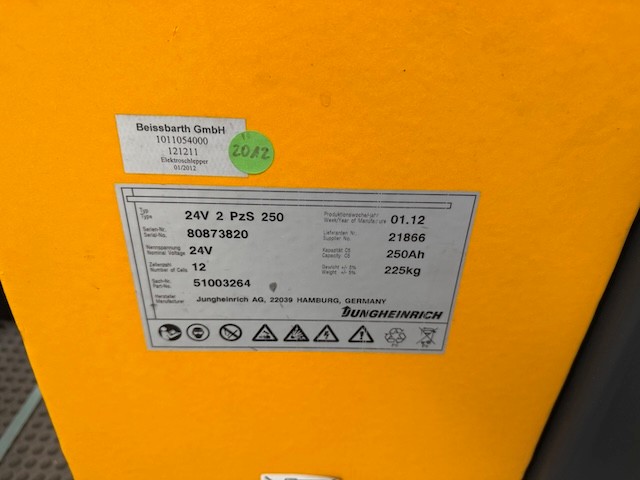 Beissbarth GmbH
1011054000
121211
Elektroschlepper
01/2012
2012
Typ
Type
24V 2 PzS 250
Produktionswoche/jahr
Week/Year of Manufacture
01.12
Serien-Nr.
Serial-No.
80873820
Lieferanten Nr.
Supplier No.
21866
Nennspannung
Nominal Voltage
24V
Kapazität C5
Capacity C5
250Ah
Zellenzahl
Number of Cells
12
Gewicht +/- 5%
Weight +/- 5%
225kg
Sach-Nr.
Part-No.
51003264
Hersteller
Manufacturer
Jungheinrich AG, 22039 HAMBURG, GERMANY
JUNGHEINRICH